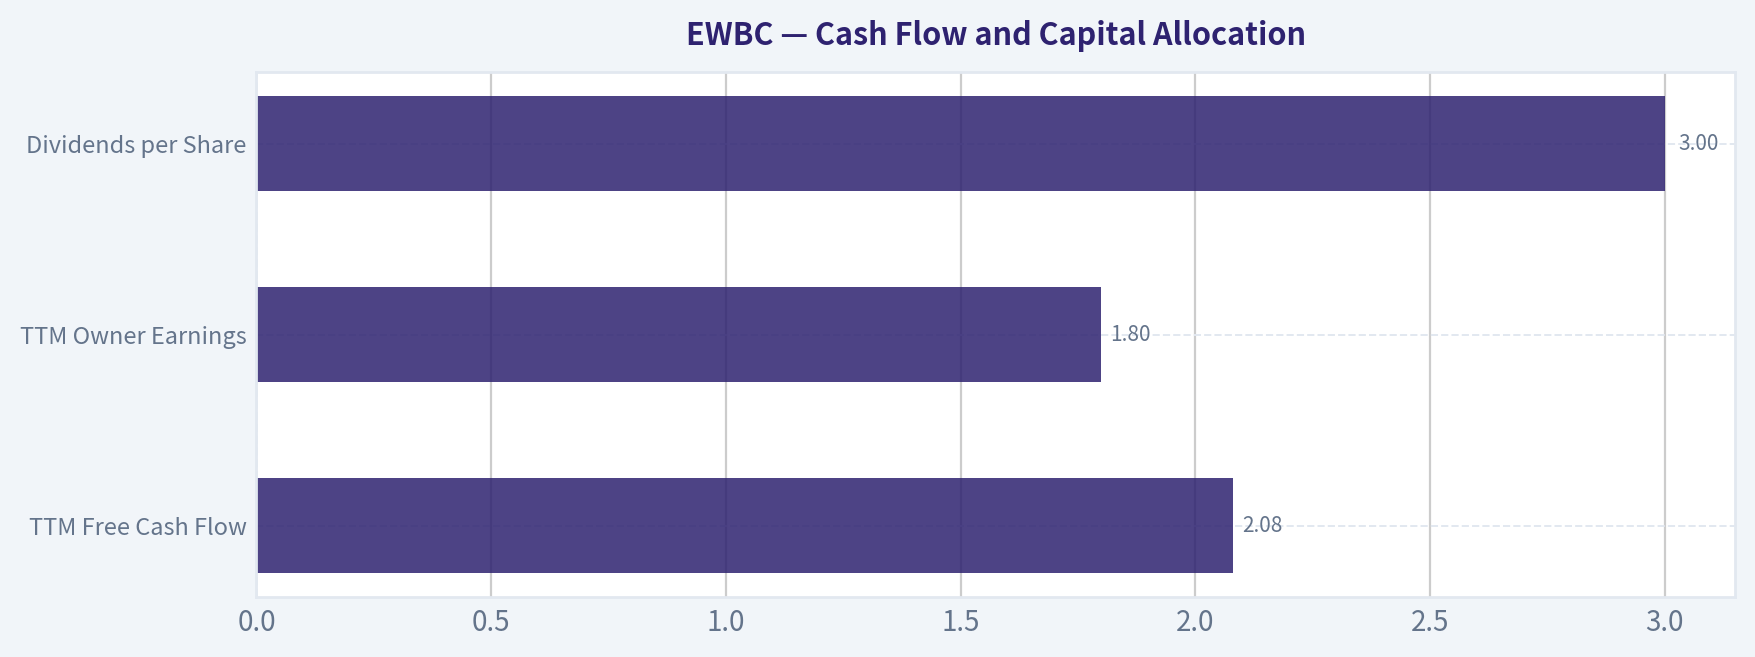 EWBC — Cash Flow and Capital Allocation
Dividends per Share
3.00
TTM Owner Earnings
1.80
TTM Free Cash Flow
2.08
0.0 0.5 1.0 1.5 2.0 2.5 3.0